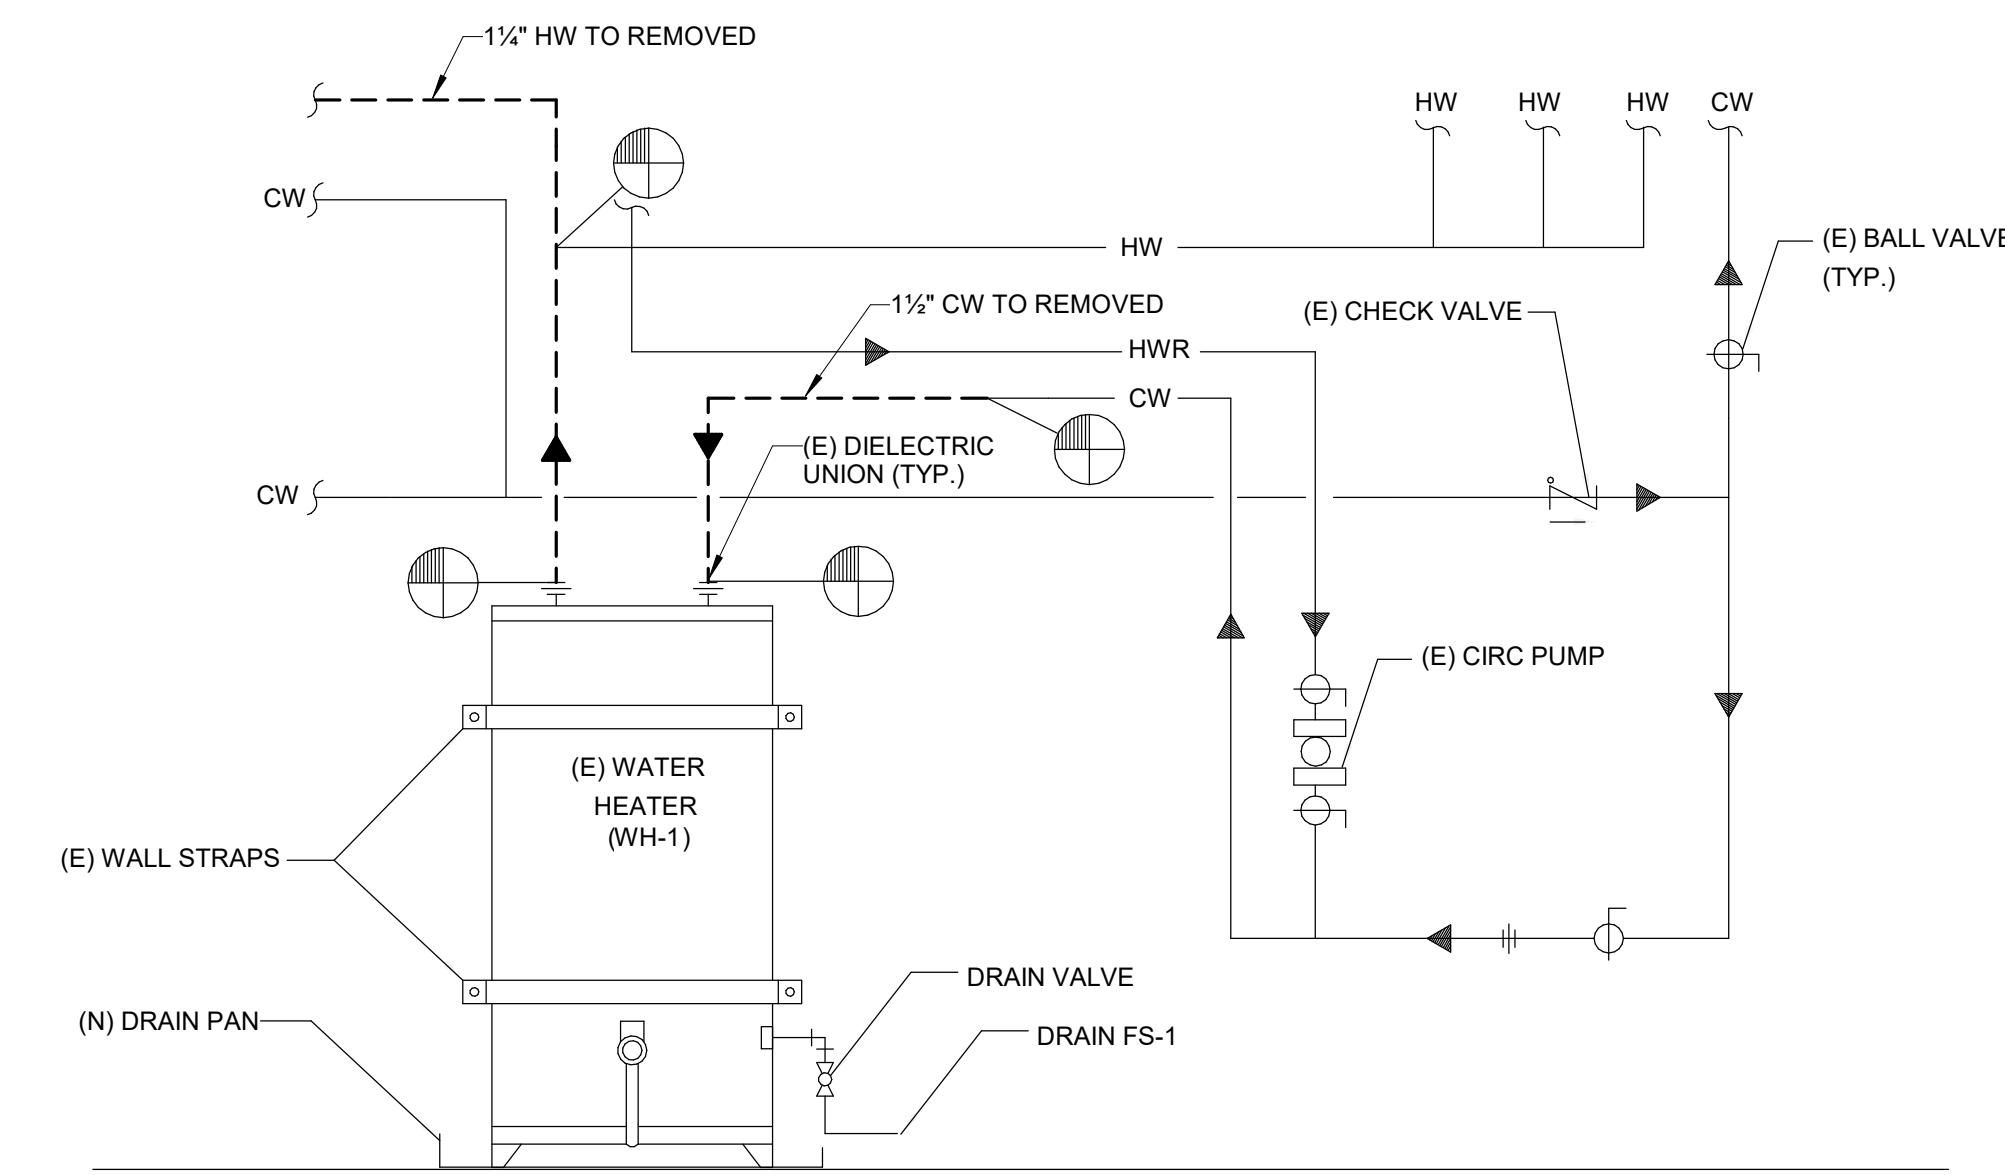 1¼" HW TO REMOVED
HW HW HW CW
CW
(E) BALL VALVE
(TYP.)
HW
1½" CW TO REMOVED
(E) CHECK VALVE
HWR
CW
(E) DIELECTRIC
UNION (TYP.)
CW
(E) CIRC PUMP
(E) WATER
HEATER
(WH-1)
(E) WALL STRAPS
DRAIN VALVE
(N) DRAIN PAN
DRAIN FS-1